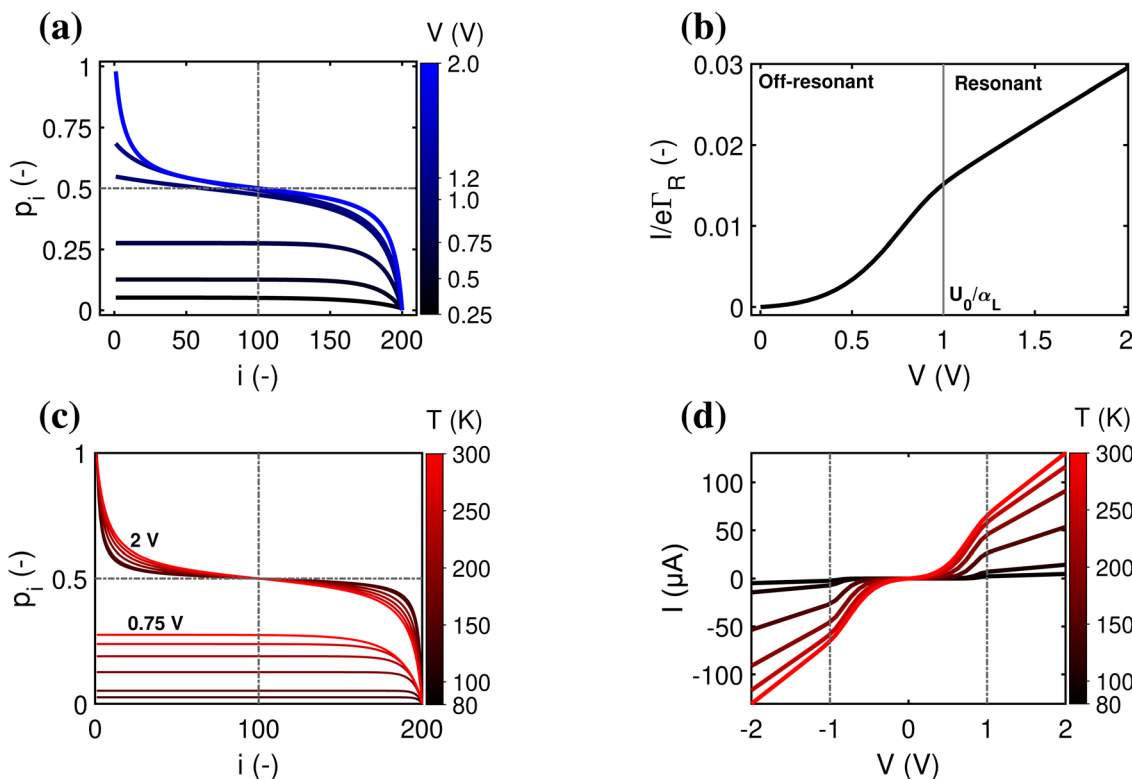 (a)
V (V)
1
0.75
0.5
0.25
0
p_i (-)
0
50
100
150
200
i (-)
2.0
1.2
1.0
0.75
0.5
0.25
(b)
0.03
0.02
0.01
0
I/eΓ_R (-)
Off-resonant
Resonant
U_0/α_L
0
0.5
1
1.5
2
V (V)
(c)
T (K)
1
0.5
0
p_i (-)
2 V
0.75 V
0
100
200
i (-)
300
250
200
150
100
80
(d)
T (K)
100
50
0
-50
-100
I (μA)
-2
-1
0
1
2
V (V)
300
250
200
150
100
80